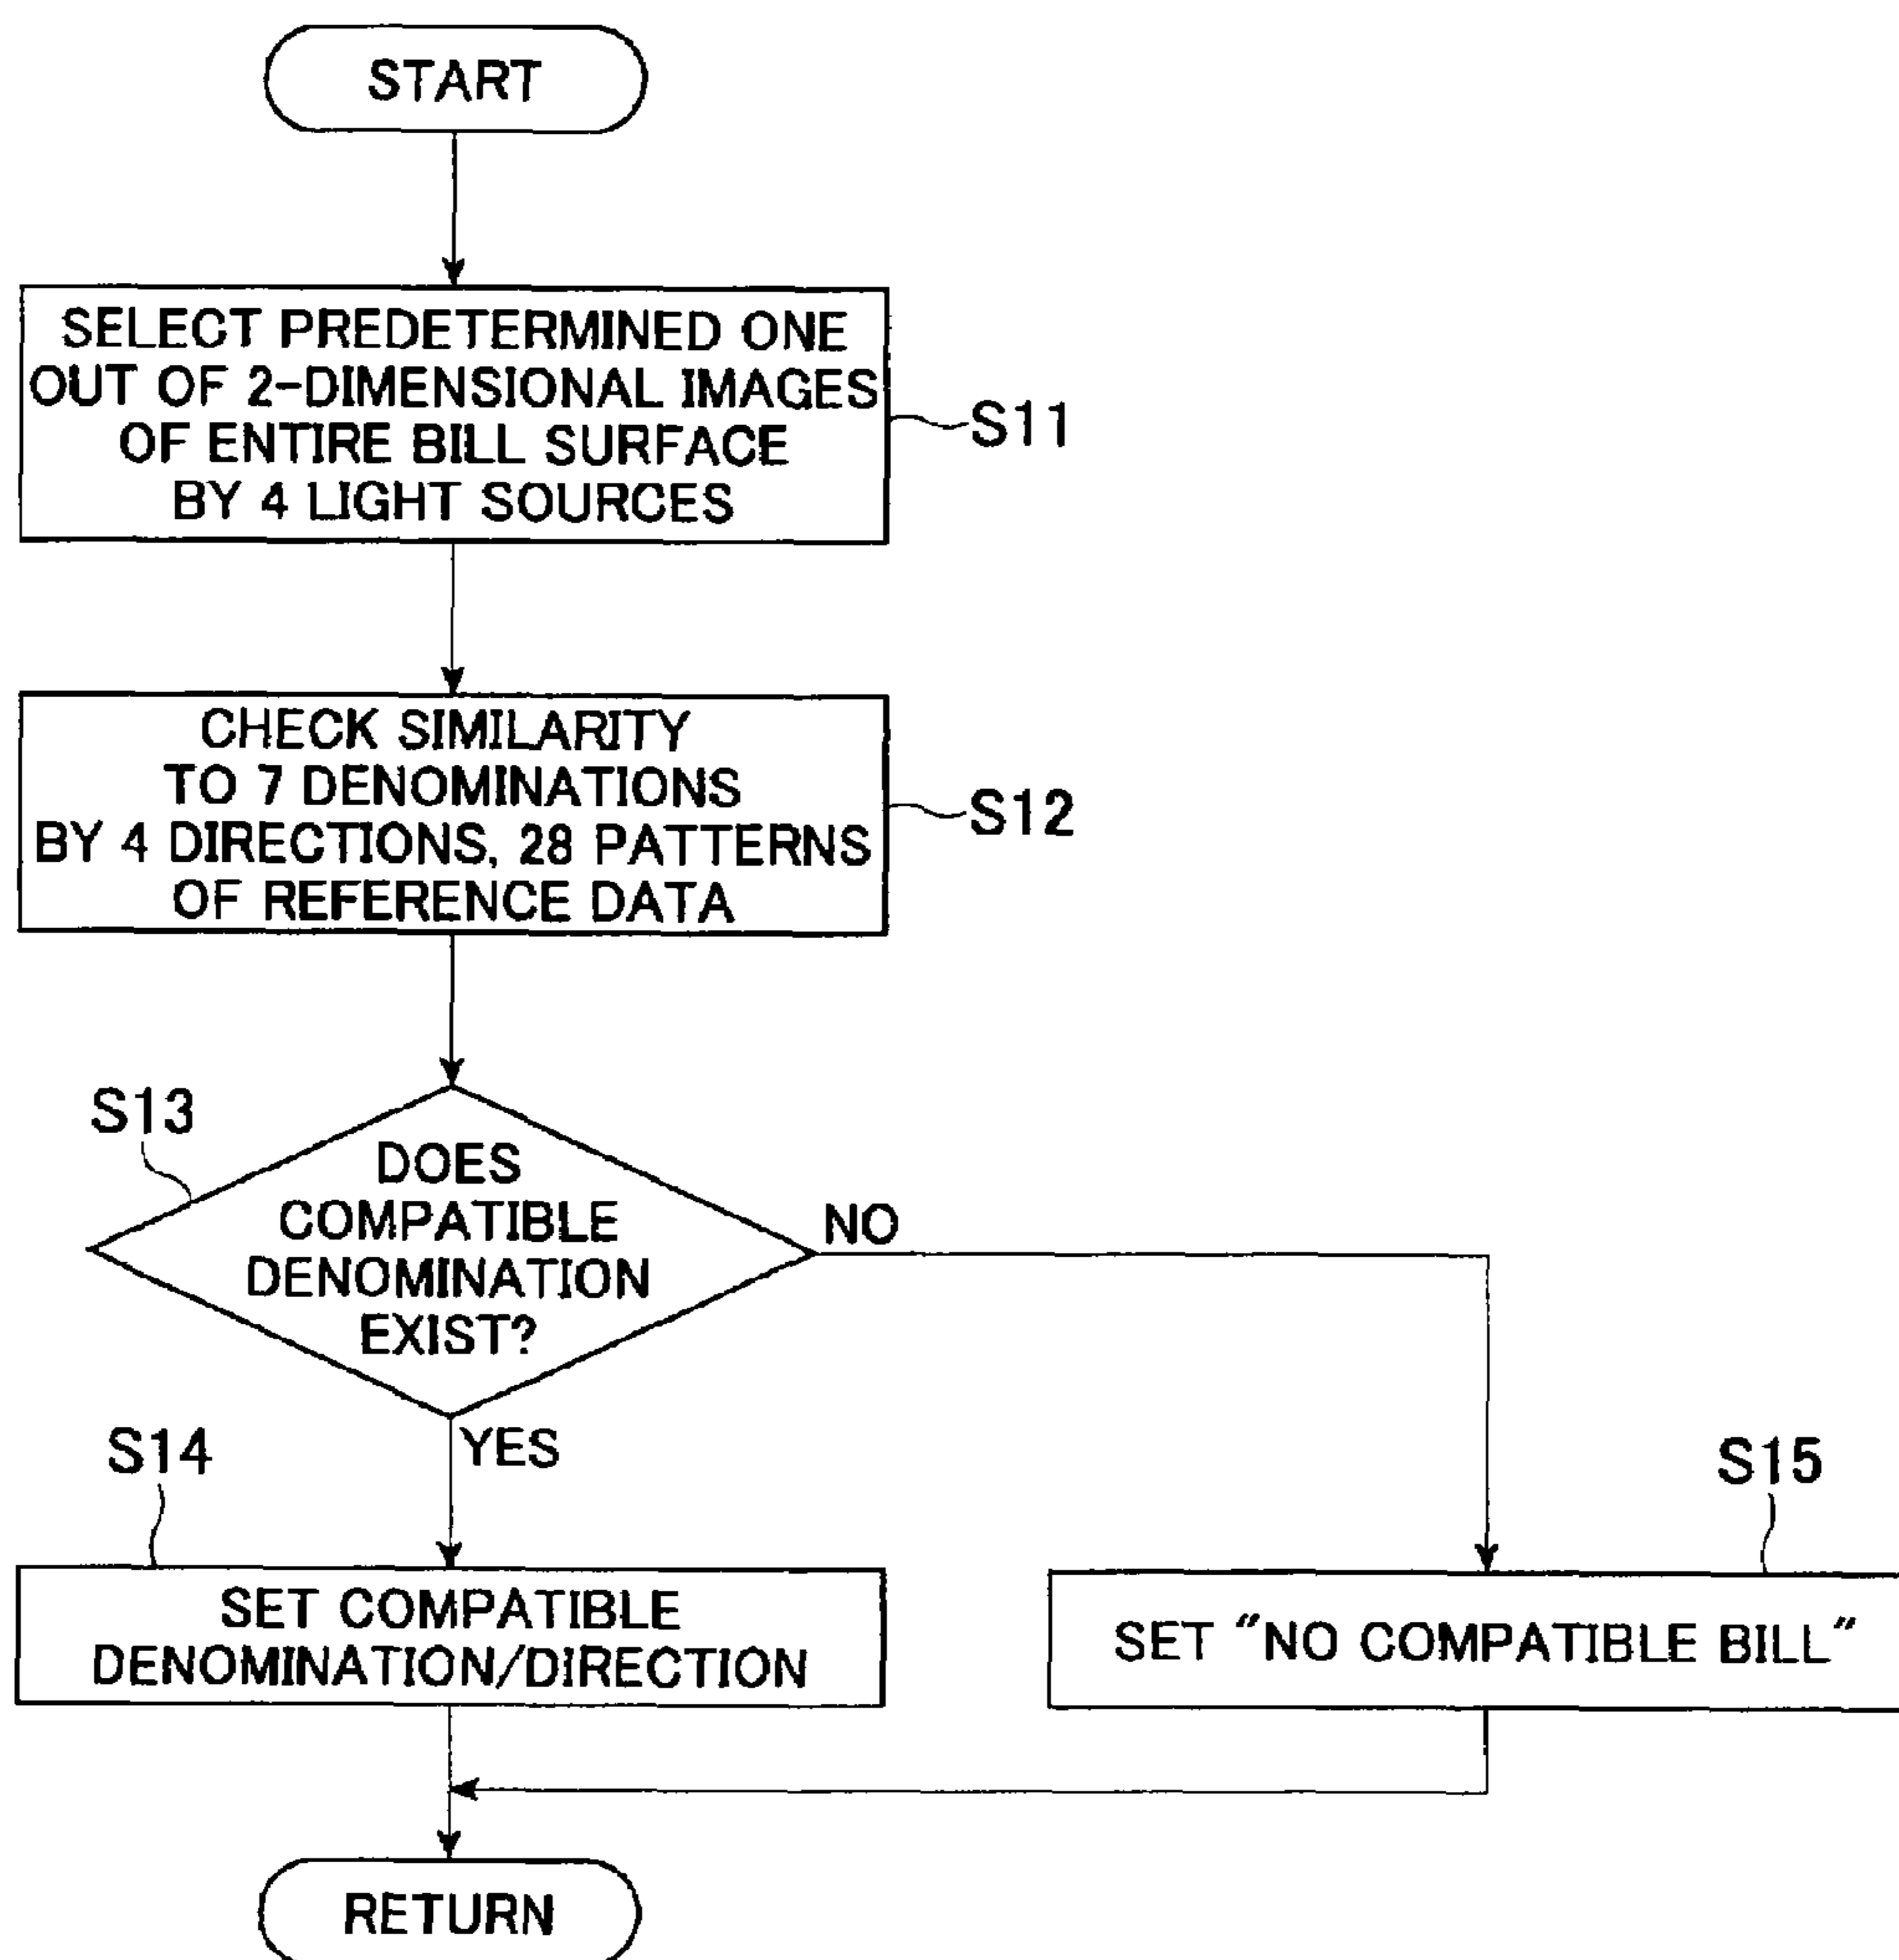 START
SELECT PREDETERMINED ONE
OUT OF 2-DIMENSIONAL IMAGES
OF ENTIRE BILL SURFACE
BY 4 LIGHT SOURCES
S11
CHECK SIMILARITY
TO 7 DENOMINATIONS
BY 4 DIRECTIONS, 28 PATTERNS
OF REFERENCE DATA
S12
S13
DOES
COMPATIBLE
DENOMINATION
EXIST?
NO
YES
S14
SET COMPATIBLE
DENOMINATION/DIRECTION
S15
SET "NO COMPATIBLE BILL"
RETURN